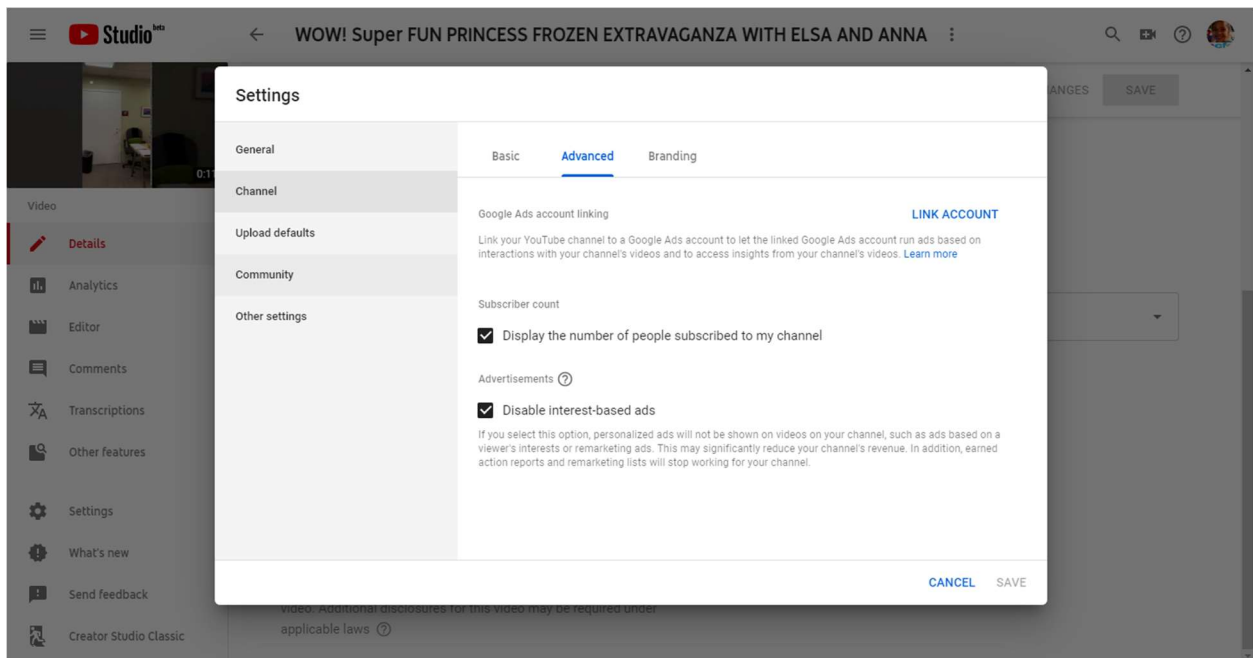 Studio beta
WOW! Super FUN PRINCESS FROZEN EXTRAVAGANZA WITH ELSA AND ANNA
ANGES SAVE
0:1
Video
Details
Analytics
Editor
Comments
Transcriptions
Other features
Settings
What's new
Send feedback
Creator Studio Classic
Settings
General
Channel
Upload defaults
Community
Other settings
Basic Advanced Branding
Google Ads account linking LINK ACCOUNT
Link your YouTube channel to a Google Ads account to let the linked Google Ads account run ads based on
interactions with your channel's videos and to access insights from your channel's videos. Learn more
Subscriber count
Display the number of people subscribed to my channel
Advertisements ?
Disable interest-based ads
If you select this option, personalized ads will not be shown on videos on your channel, such as ads based on a
viewer's interests or remarketing ads. This may significantly reduce your channel's revenue. In addition, earned
action reports and remarketing lists will stop working for your channel.
CANCEL SAVE
video. Additional disclosures for this video may be required under
applicable laws ?